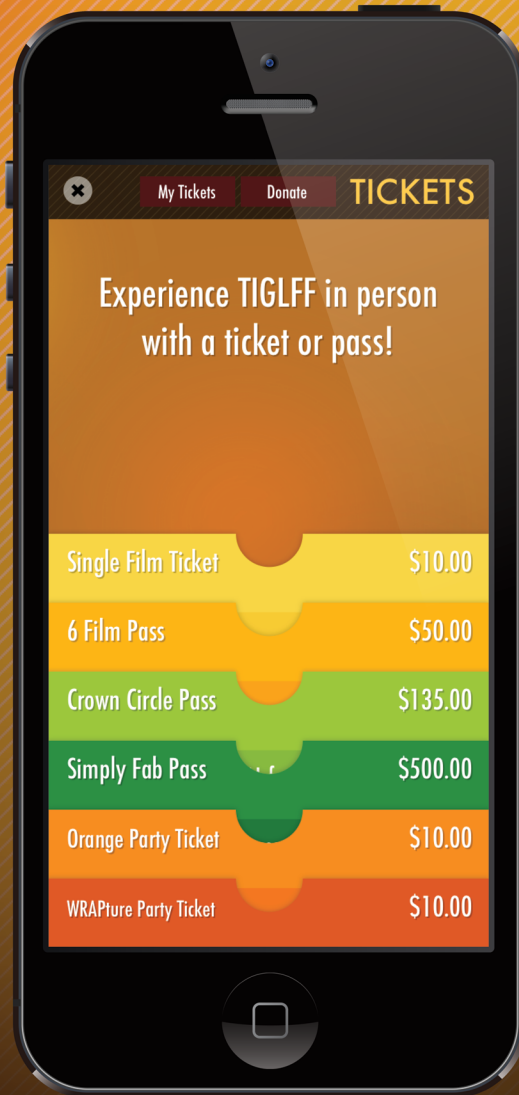 My Tickets
Donate
TICKETS
Experience TIGLFF in person
with a ticket or pass!
Single Film Ticket $10.00
6 Film Pass $50.00
Crown Circle Pass $135.00
Simply Fab Pass $500.00
Orange Party Ticket $10.00
WRAPture Party Ticket $10.00